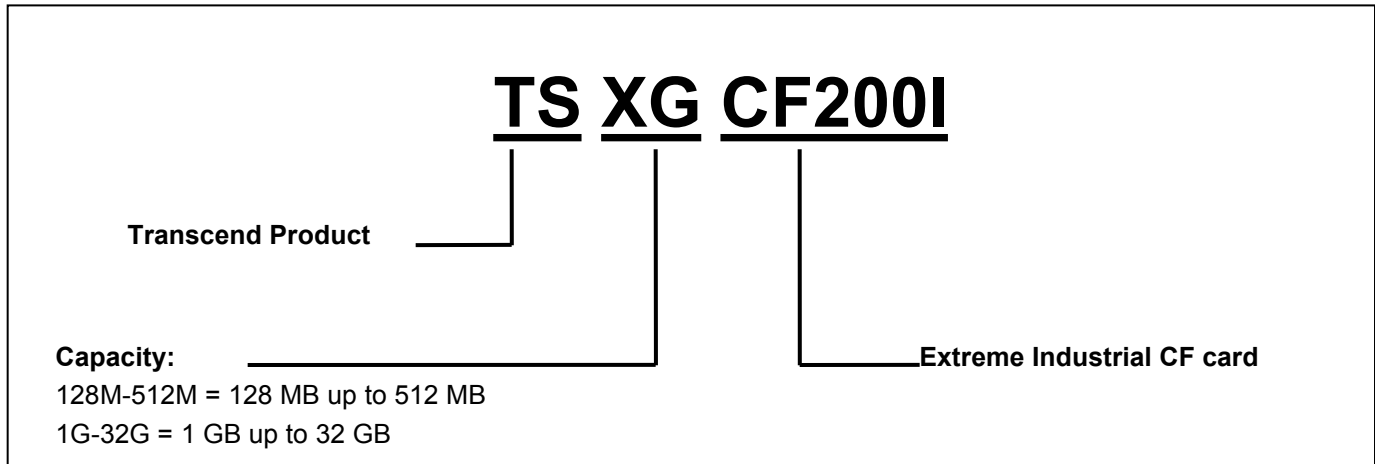 TS XG CF200I
Transcend Product
Capacity:
Extreme Industrial CF card
128M-512M = 128 MB up to 512 MB
1G-32G = 1 GB up to 32 GB